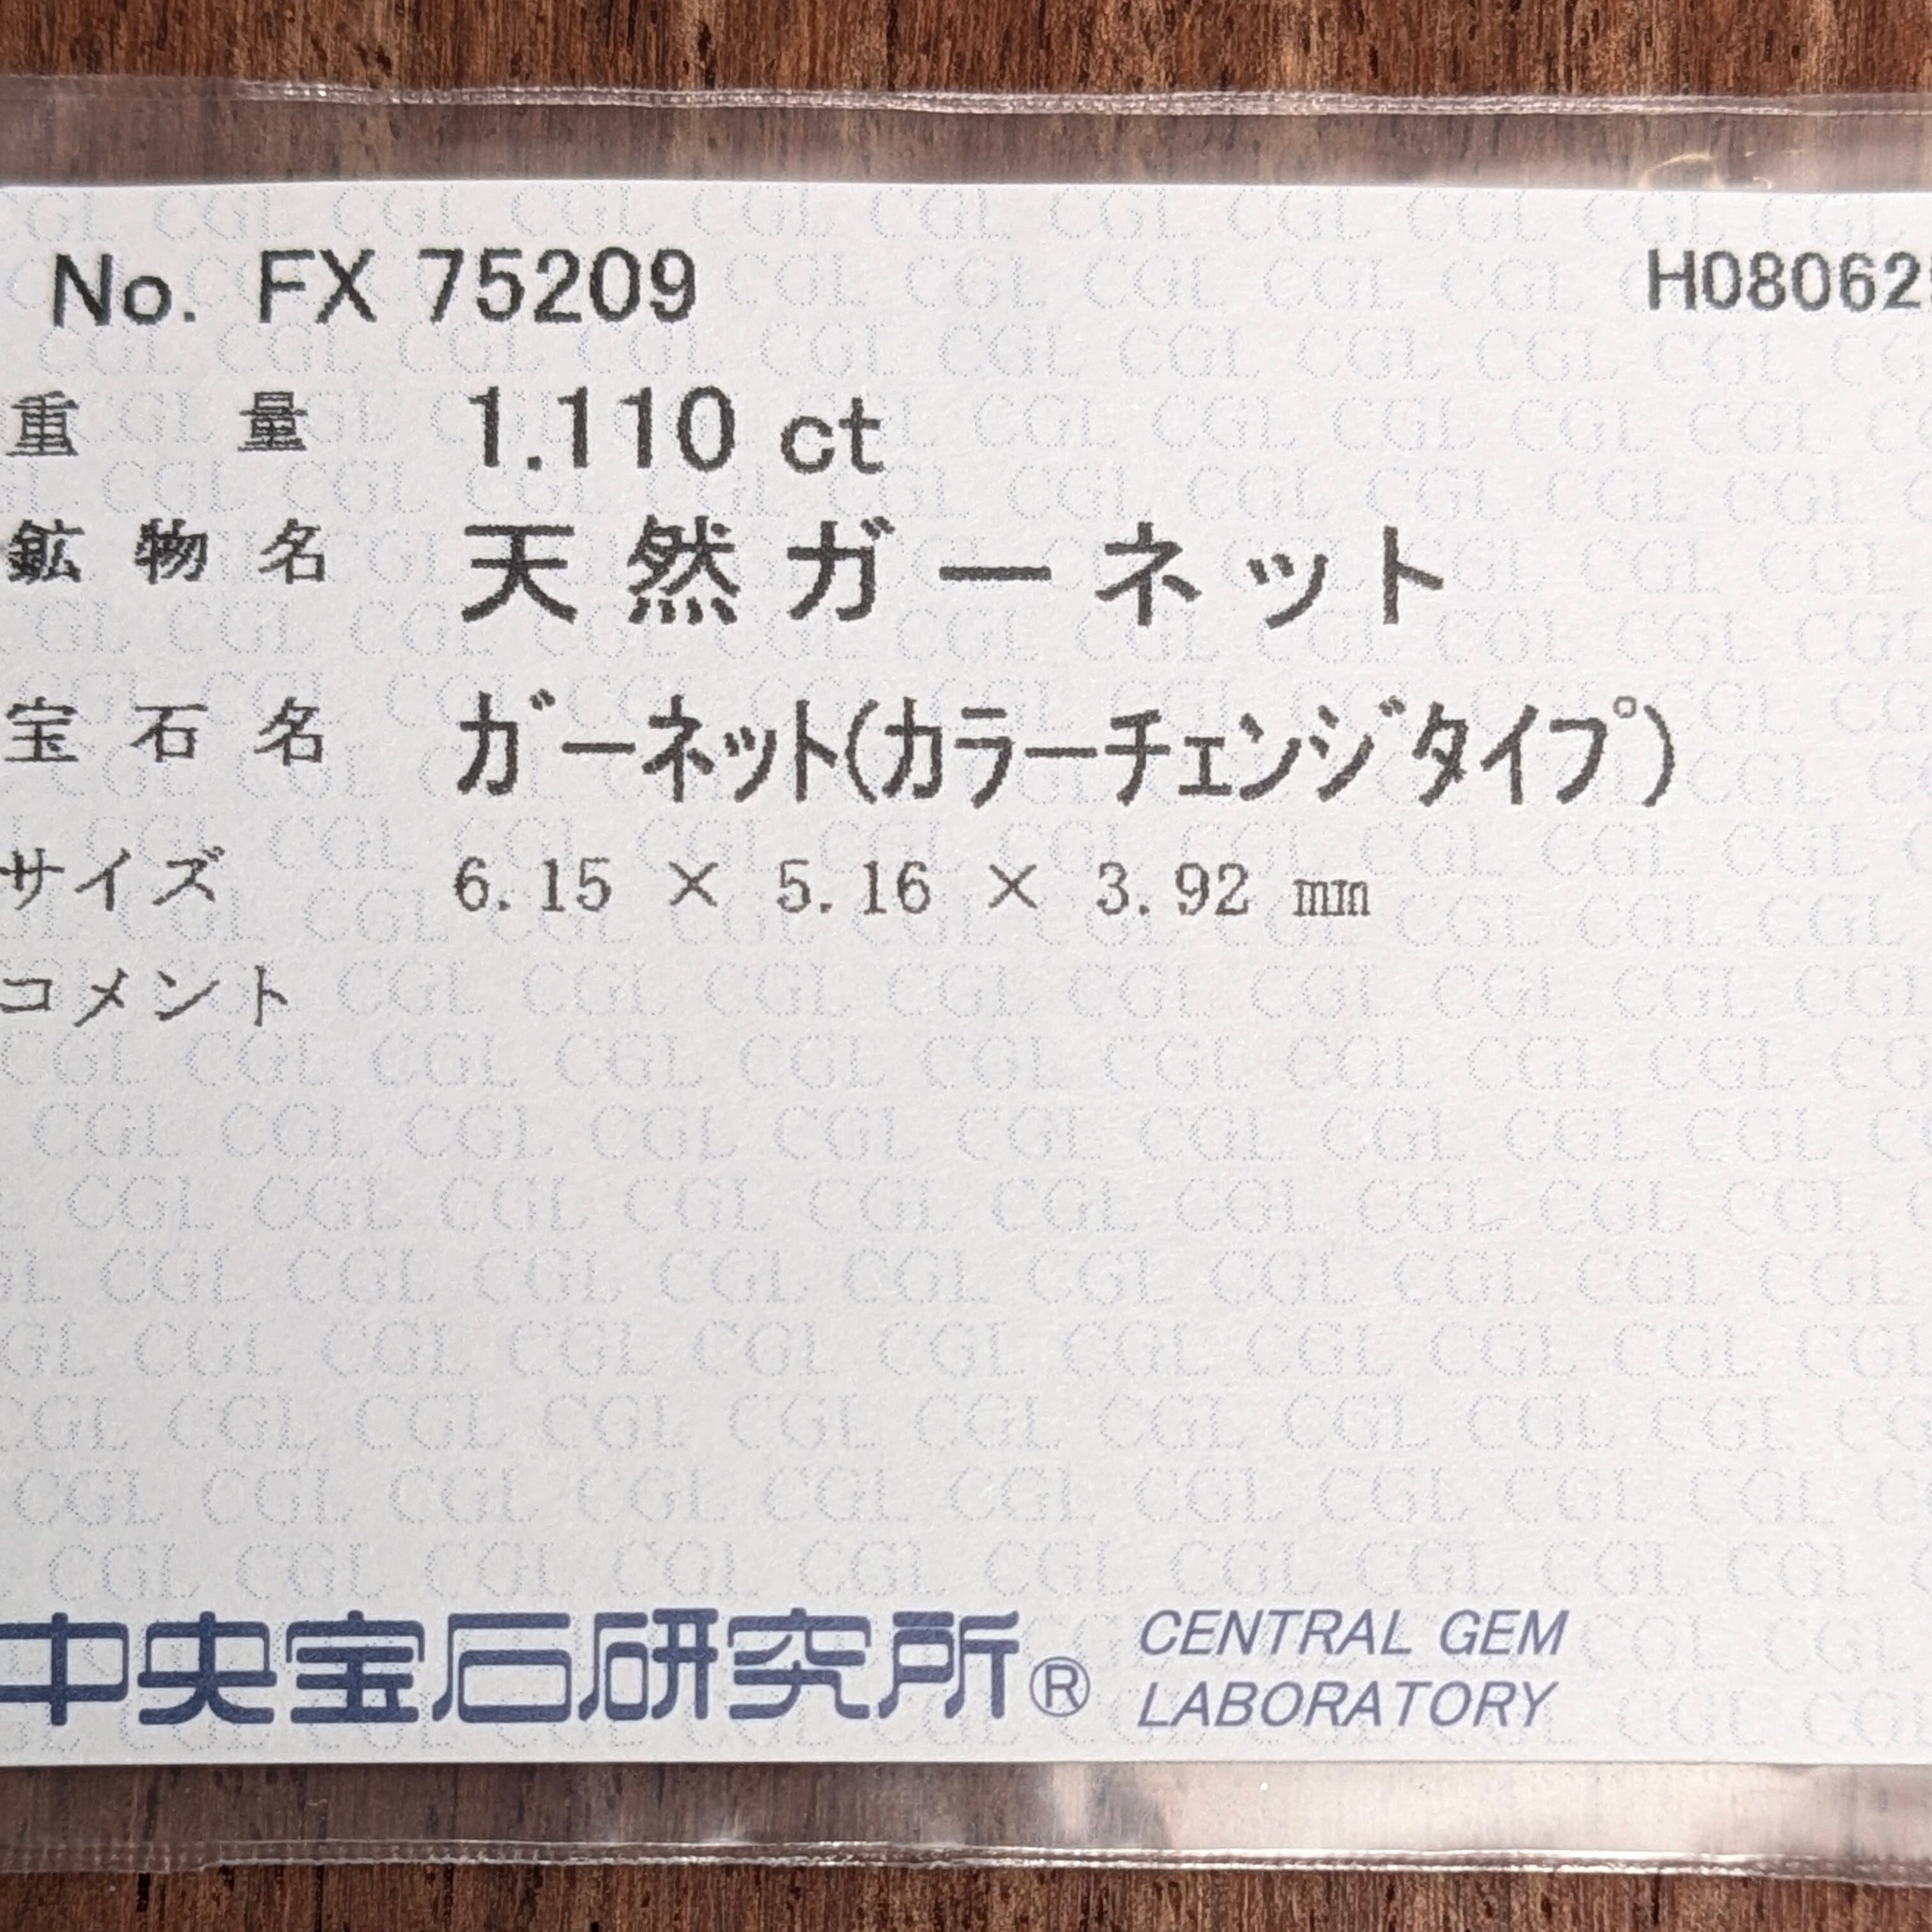 No. FX 75209 H08062
重量 1.110 ct
鉱物名 天然ガーネット
宝石名 ガーネット(カラーチェンジタイプ)
サイズ 6.15 × 5.16 × 3.92 mm
コメント
中央宝石研究所® CENTRAL GEM
LABORATORY